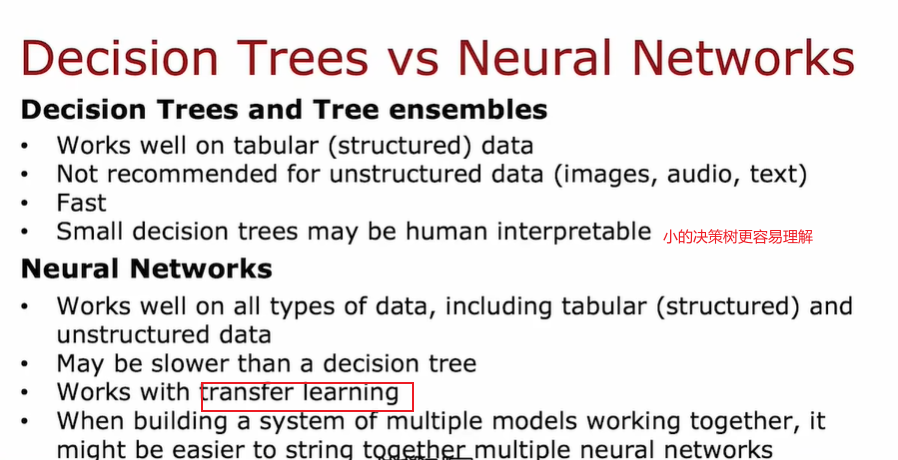 Decision Trees vs Neural Networks
Decision Trees and Tree ensembles
• Works well on tabular (structured) data
• Not recommended for unstructured data (images, audio, text)
• Fast
• Small decision trees may be human interpretable 小的决策树更容易理解
Neural Networks
• Works well on all types of data, including tabular (structured) and
unstructured data
• May be slower than a decision tree
• Works with transfer learning
• When building a system of multiple models working together, it
might be easier to string together multiple neural networks